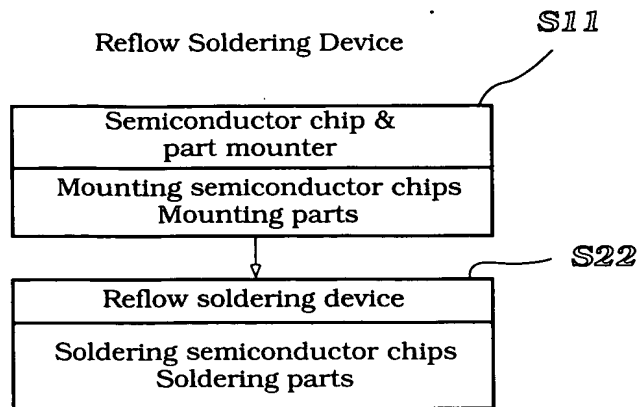 Reflow Soldering Device
S11
Semiconductor chip &
part mounter
Mounting semiconductor chips
Mounting parts
S22
Reflow soldering device
Soldering semiconductor chips
Soldering parts